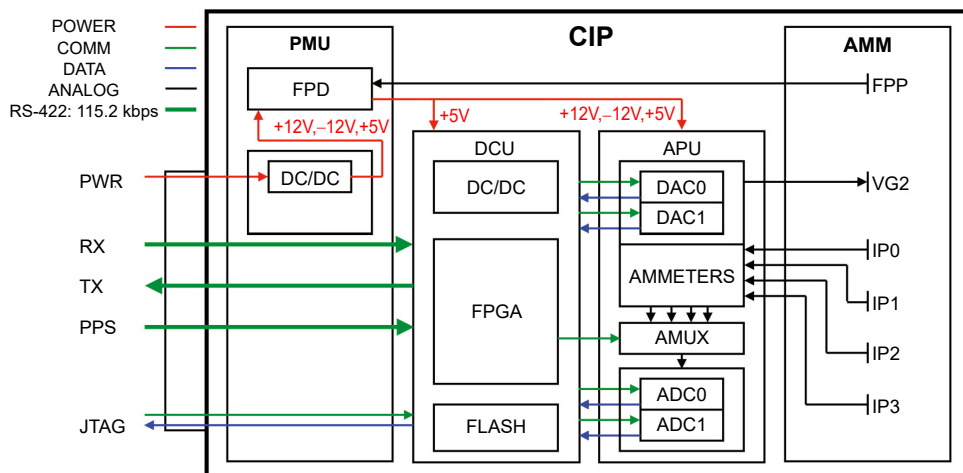 POWER
COMM
DATA
ANALOG
RS-422: 115.2 kbps
CIP
PMU
AMM
FPD
FPP
+12V,−12V,+5V
+5V
+12V,−12V,+5V
DCU
APU
PWR
DC/DC
DC/DC
DAC0
DAC1
VG2
RX
TX
PPS
FPGA
AMMETERS
AMUX
IP0
IP1
IP2
IP3
JTAG
FLASH
ADC0
ADC1